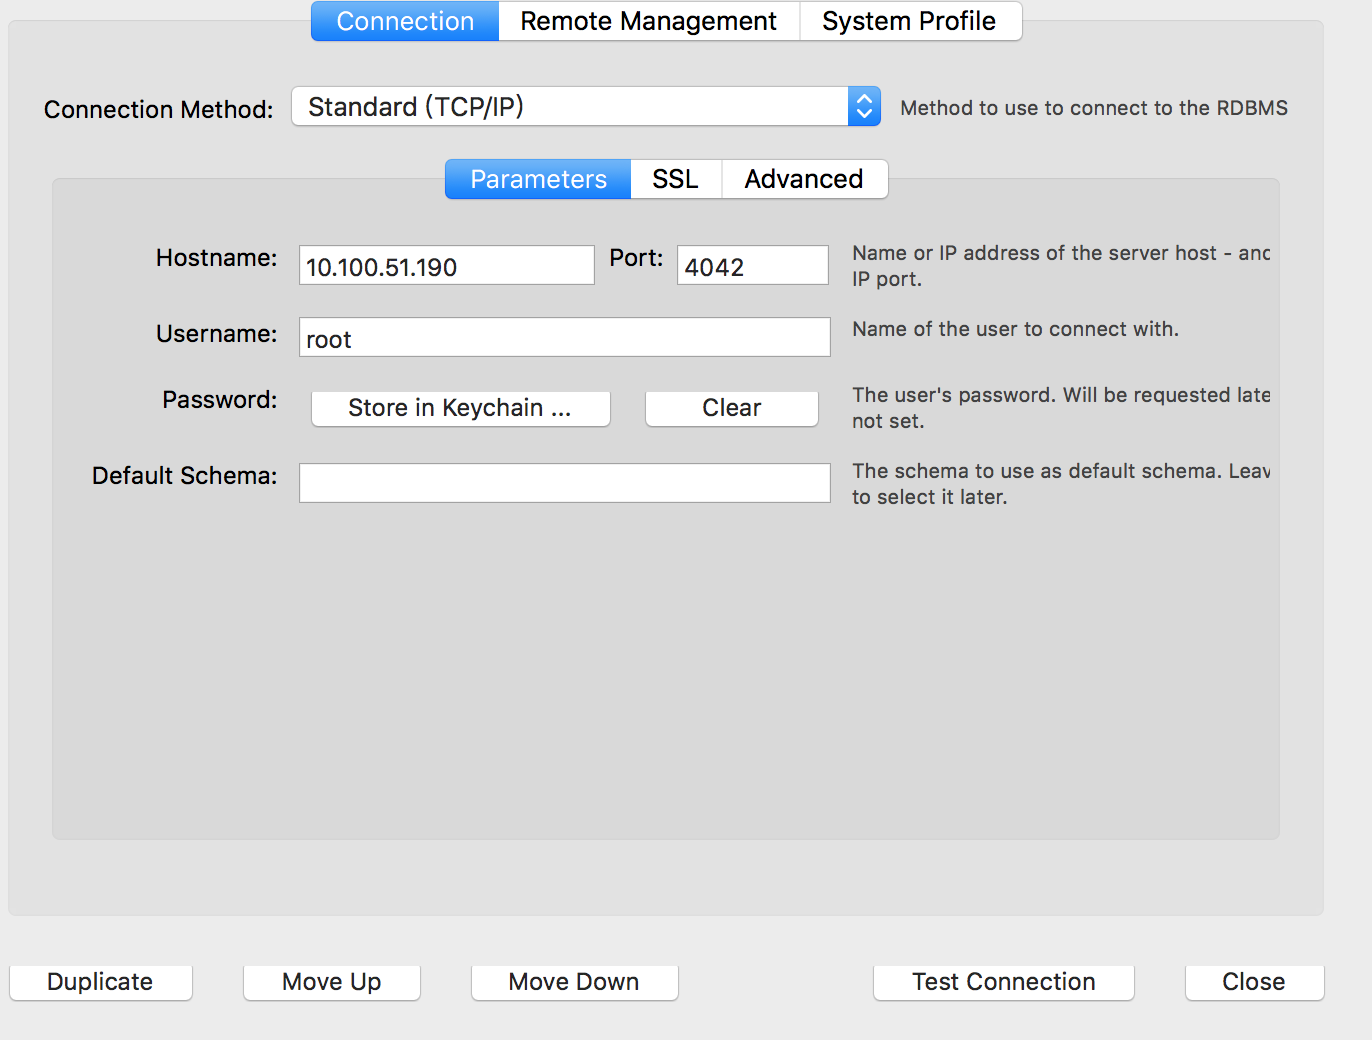 Connection Remote Management System Profile
Connection Method: Standard (TCP/IP) Method to use to connect to the RDBMS
Parameters SSL Advanced
Hostname: 10.100.51.190 Port: 4042 Name or IP address of the server host - and
IP port.
Username: root Name of the user to connect with.
Password: Store in Keychain ... Clear The user's password. Will be requested late
not set.
Default Schema: The schema to use as default schema. Leav
to select it later.
Duplicate Move Up Move Down Test Connection Close